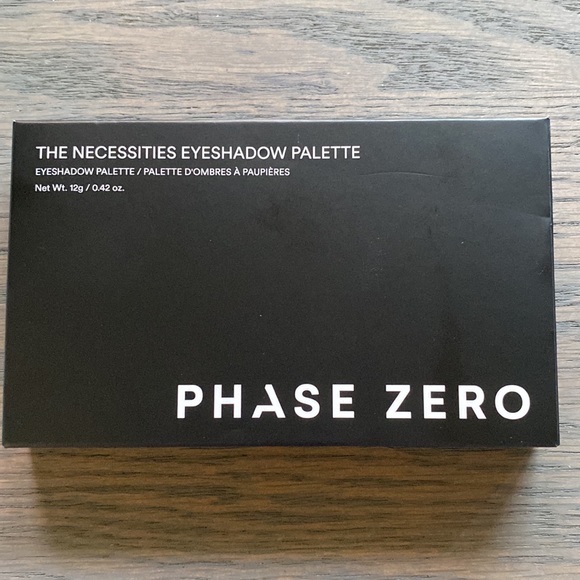 THE NECESSITIES EYESHADOW PALETTE
EYESHADOW PALETTE / PALETTE D'OMBRES À PAUPIÈRES
Net Wt. 12g / 0.42 oz.
PHASE ZERO